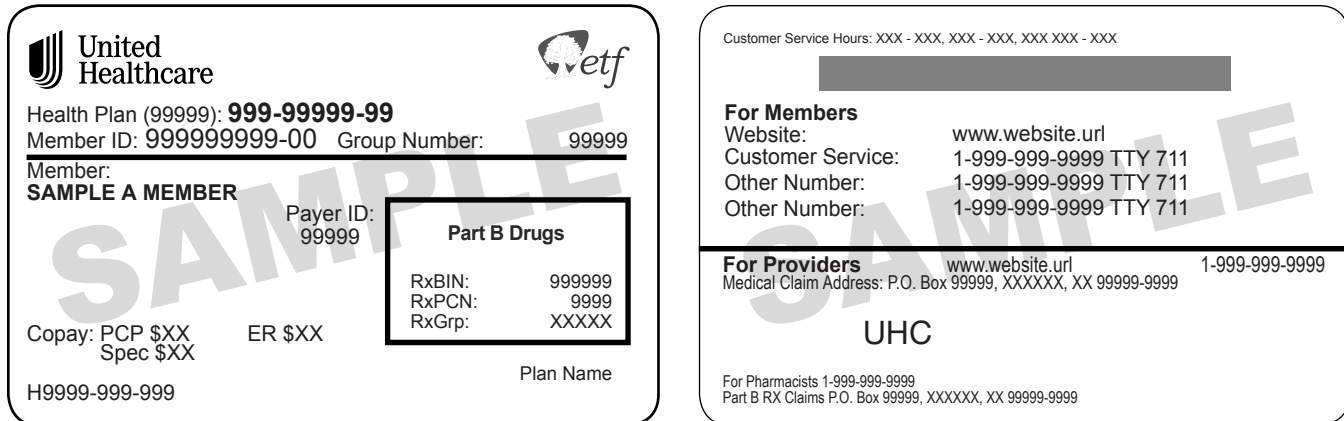 United
Healthcare
etf
Health Plan (99999): 999-99999-99
Member ID: 999999999-00 Group Number: 99999
Member:
SAMPLE A MEMBER
Payer ID:
99999
Part B Drugs
RxBIN: 999999
RxPCN: 9999
RxGrp: XXXXX
Copay: PCP $XX ER $XX
Spec $XX
H9999-999-999
Plan Name
SAMPLE
Customer Service Hours: XXX - XXX, XXX - XXX, XXX XXX - XXX
For Members
Website: www.website.url
Customer Service: 1-999-999-9999 TTY 711
Other Number: 1-999-999-9999 TTY 711
Other Number: 1-999-999-9999 TTY 711
For Providers www.website.url 1-999-999-9999
Medical Claim Address: P.O. Box 99999, XXXXXX, XX 99999-9999
UHC
For Pharmacists 1-999-999-9999
Part B RX Claims P.O. Box 99999, XXXXXX, XX 99999-9999
SAMPLE